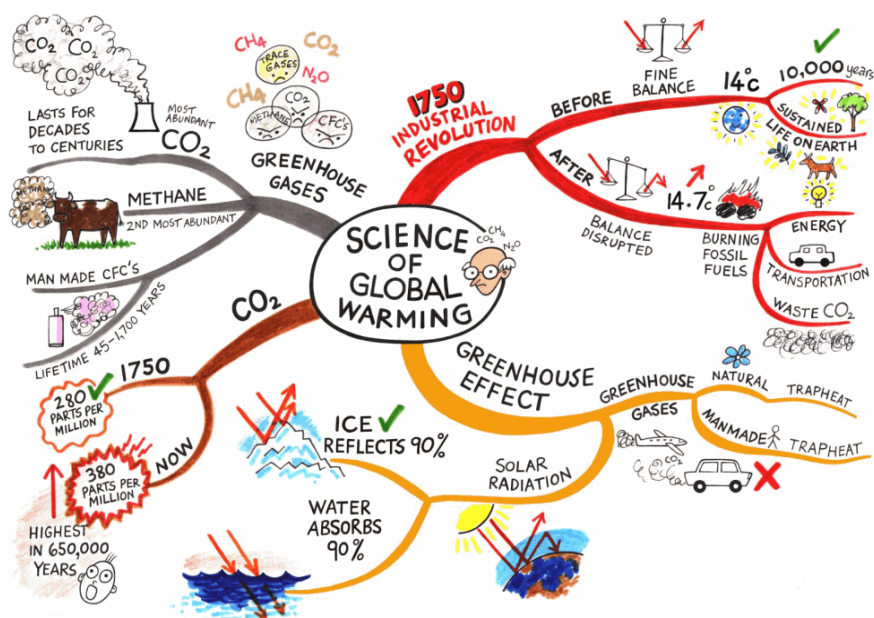 SCIENCE
OF
GLOBAL
WARMING
CH4
CO2
N2O
1750
INDUSTRIAL
REVOLUTION
BEFORE
FINE
BALANCE
14°c
10,000 years
SUSTAINED
LIFE ON EARTH
AFTER
BALANCE
DISRUPTED
14.7°c
BURNING
FOSSIL
FUELS
ENERGY
TRANSPORTATION
WASTE CO2
GREENHOUSE
EFFECT
GREENHOUSE
GASES
NATURAL
TRAPHEAT
MANMADE
TRAPHEAT
CO2
SOLAR
RADIATION
ICE
REFLECTS 90%
WATER
ABSORBS
90%
CO2
1750
280
PARTS PER
MILLION
NOW
380
PARTS PER
MILLION
HIGHEST
IN 650,000
YEARS
GREENHOUSE
GASES
CH4
CO2
TRACE
GASES
N2O
CH4
CO2
METHANE
CFC's
CO2
CO2
CO2
LASTS FOR
DECADES
TO CENTURIES
MOST
ABUNDANT
CO2
METHANE
METHANE
2ND MOST ABUNDANT
MAN MADE CFC'S
LIFETIME 45-1,700 YEARS